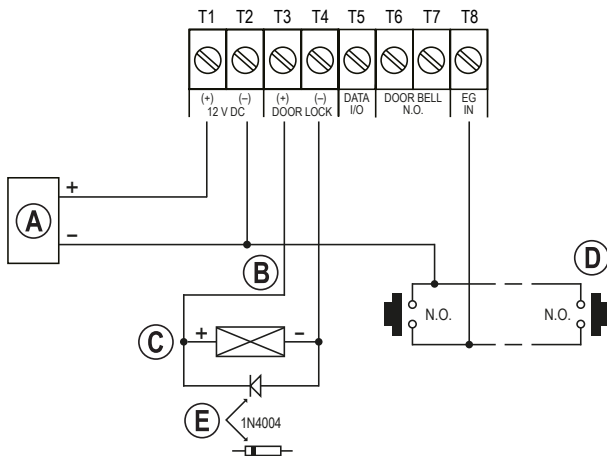 T1 T2 T3 T4 T5 T6 T7 T8
(+) (–) (+) (–) DATA DOOR BELL EG
12 V DC DOOR LOCK I/O N.O. IN
+
A
–
B
D
N.O. N.O.
C + –
E 1N4004